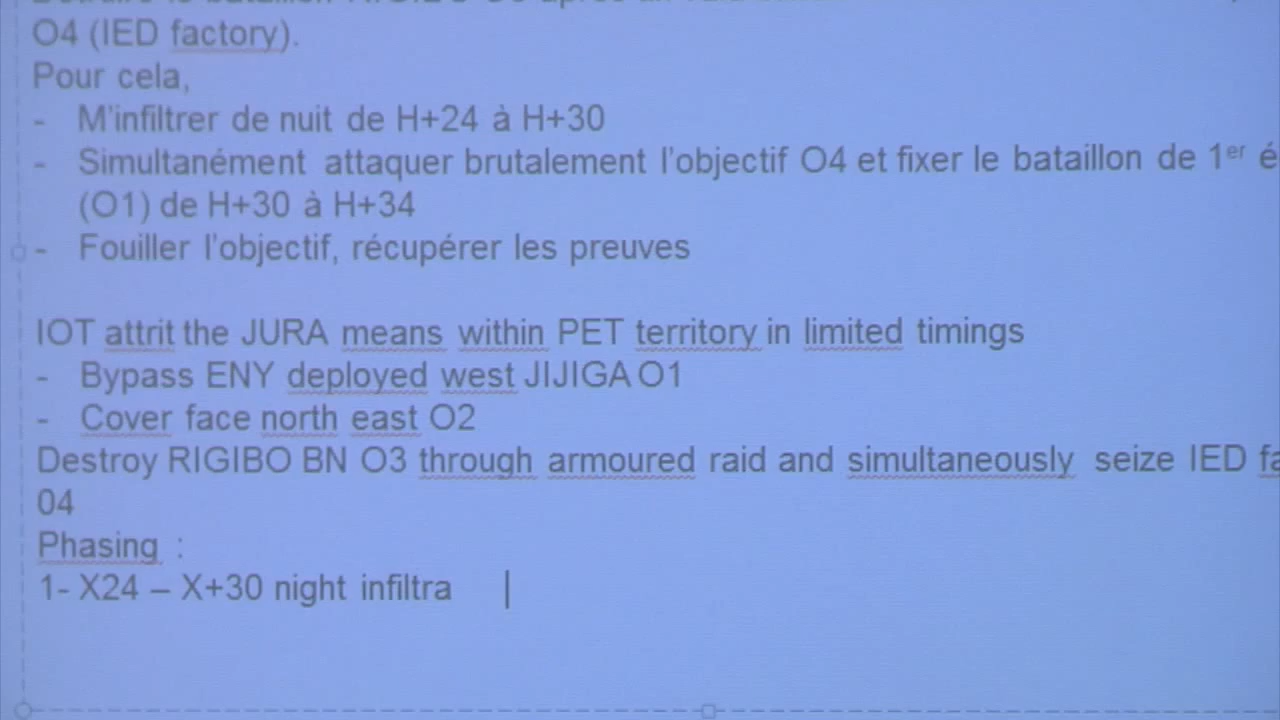 O4 (IED factory).
Pour cela,
- M'infiltrer de nuit de H+24 à H+30
- Simultanément attaquer brutalement l'objectif O4 et fixer le bataillon de 1er
(O1) de H+30 à H+34
- Fouiller l'objectif, récupérer les preuves
IOT attrit the JURA means within PET territory in limited timings
- Bypass ENY deployed west JIJIGA O1
- Cover face north east O2
Destroy RIGIBO BN O3 through armoured raid and simultaneously seize IED
04
Phasing :
1- X24 – X+30 night infiltra